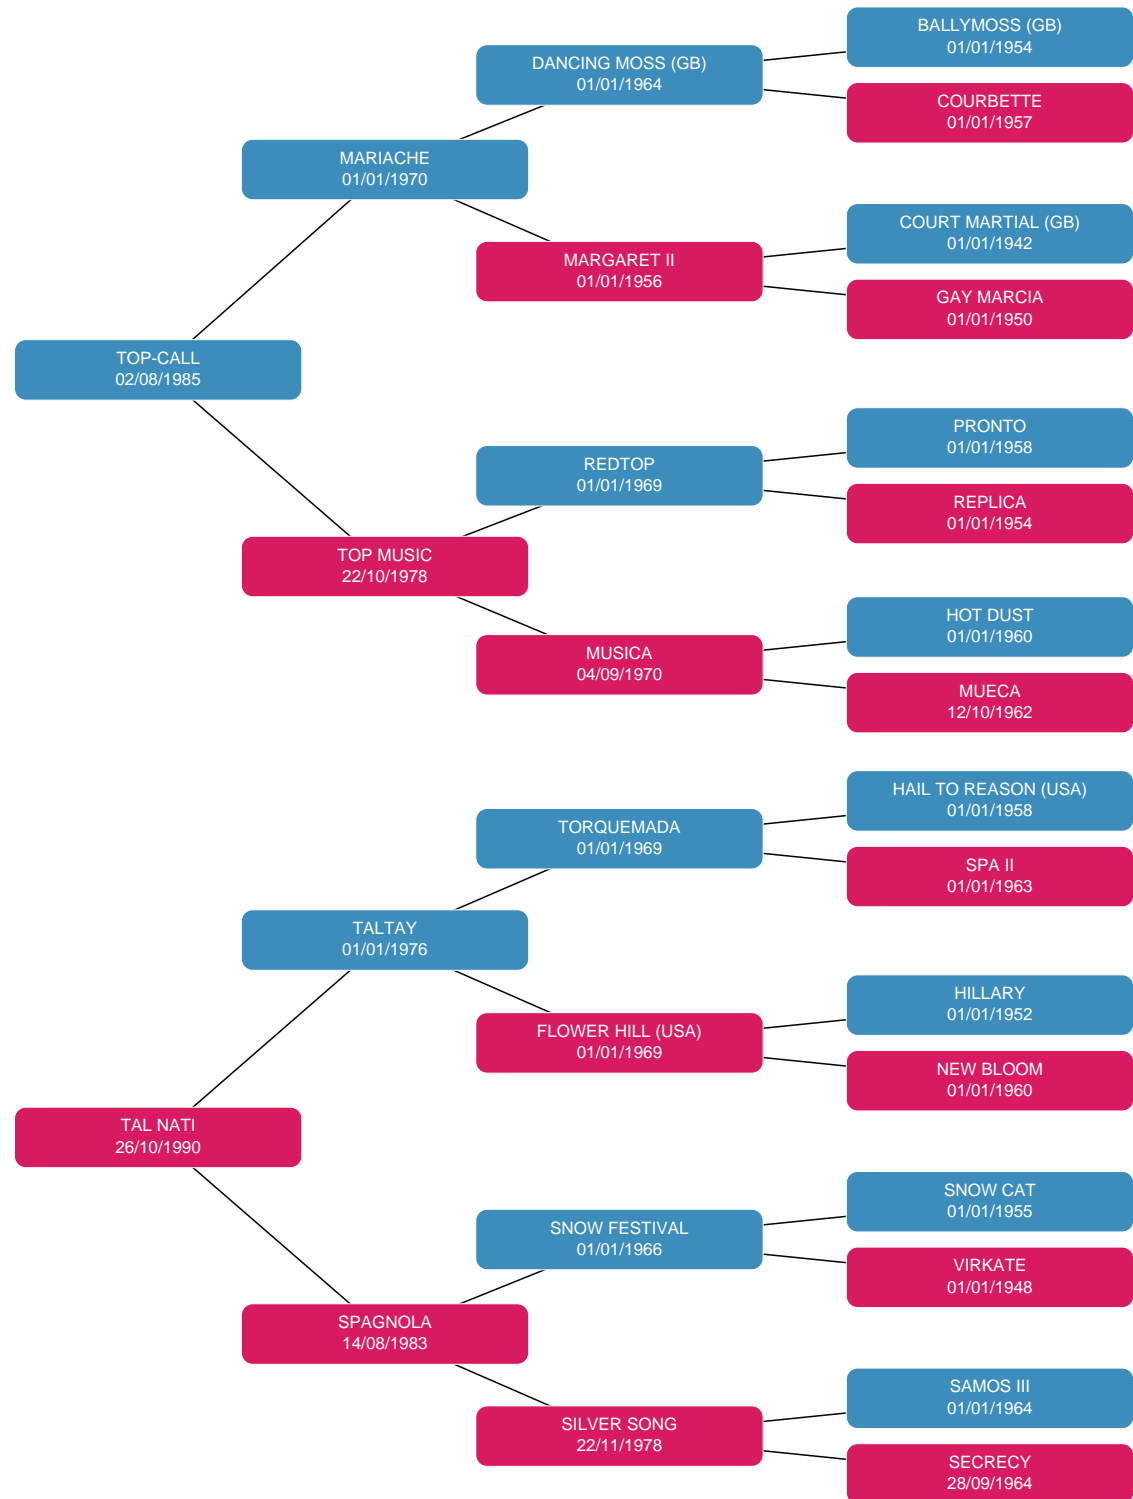 BALLYMOSS (GB)
01/01/1954
DANCING MOSS (GB)
01/01/1964
COURBETTE
01/01/1957
MARIACHE
01/01/1970
COURT MARTIAL (GB)
01/01/1942
MARGARET II
01/01/1956
GAY MARCIA
01/01/1950
TOP-CALL
02/08/1985
PRONTO
01/01/1958
REDTOP
01/01/1969
REPLICA
01/01/1954
TOP MUSIC
22/10/1978
HOT DUST
01/01/1960
MUSICA
04/09/1970
MUECA
12/10/1962
HAIL TO REASON (USA)
01/01/1958
TORQUEMADA
01/01/1969
SPA II
01/01/1963
TALTAY
01/01/1976
HILLARY
01/01/1952
FLOWER HILL (USA)
01/01/1969
NEW BLOOM
01/01/1960
TAL NATI
26/10/1990
SNOW CAT
01/01/1955
SNOW FESTIVAL
01/01/1966
VIRKATE
01/01/1948
SPAGNOLA
14/08/1983
SAMOS III
01/01/1964
SILVER SONG
22/11/1978
SECRECY
28/09/1964